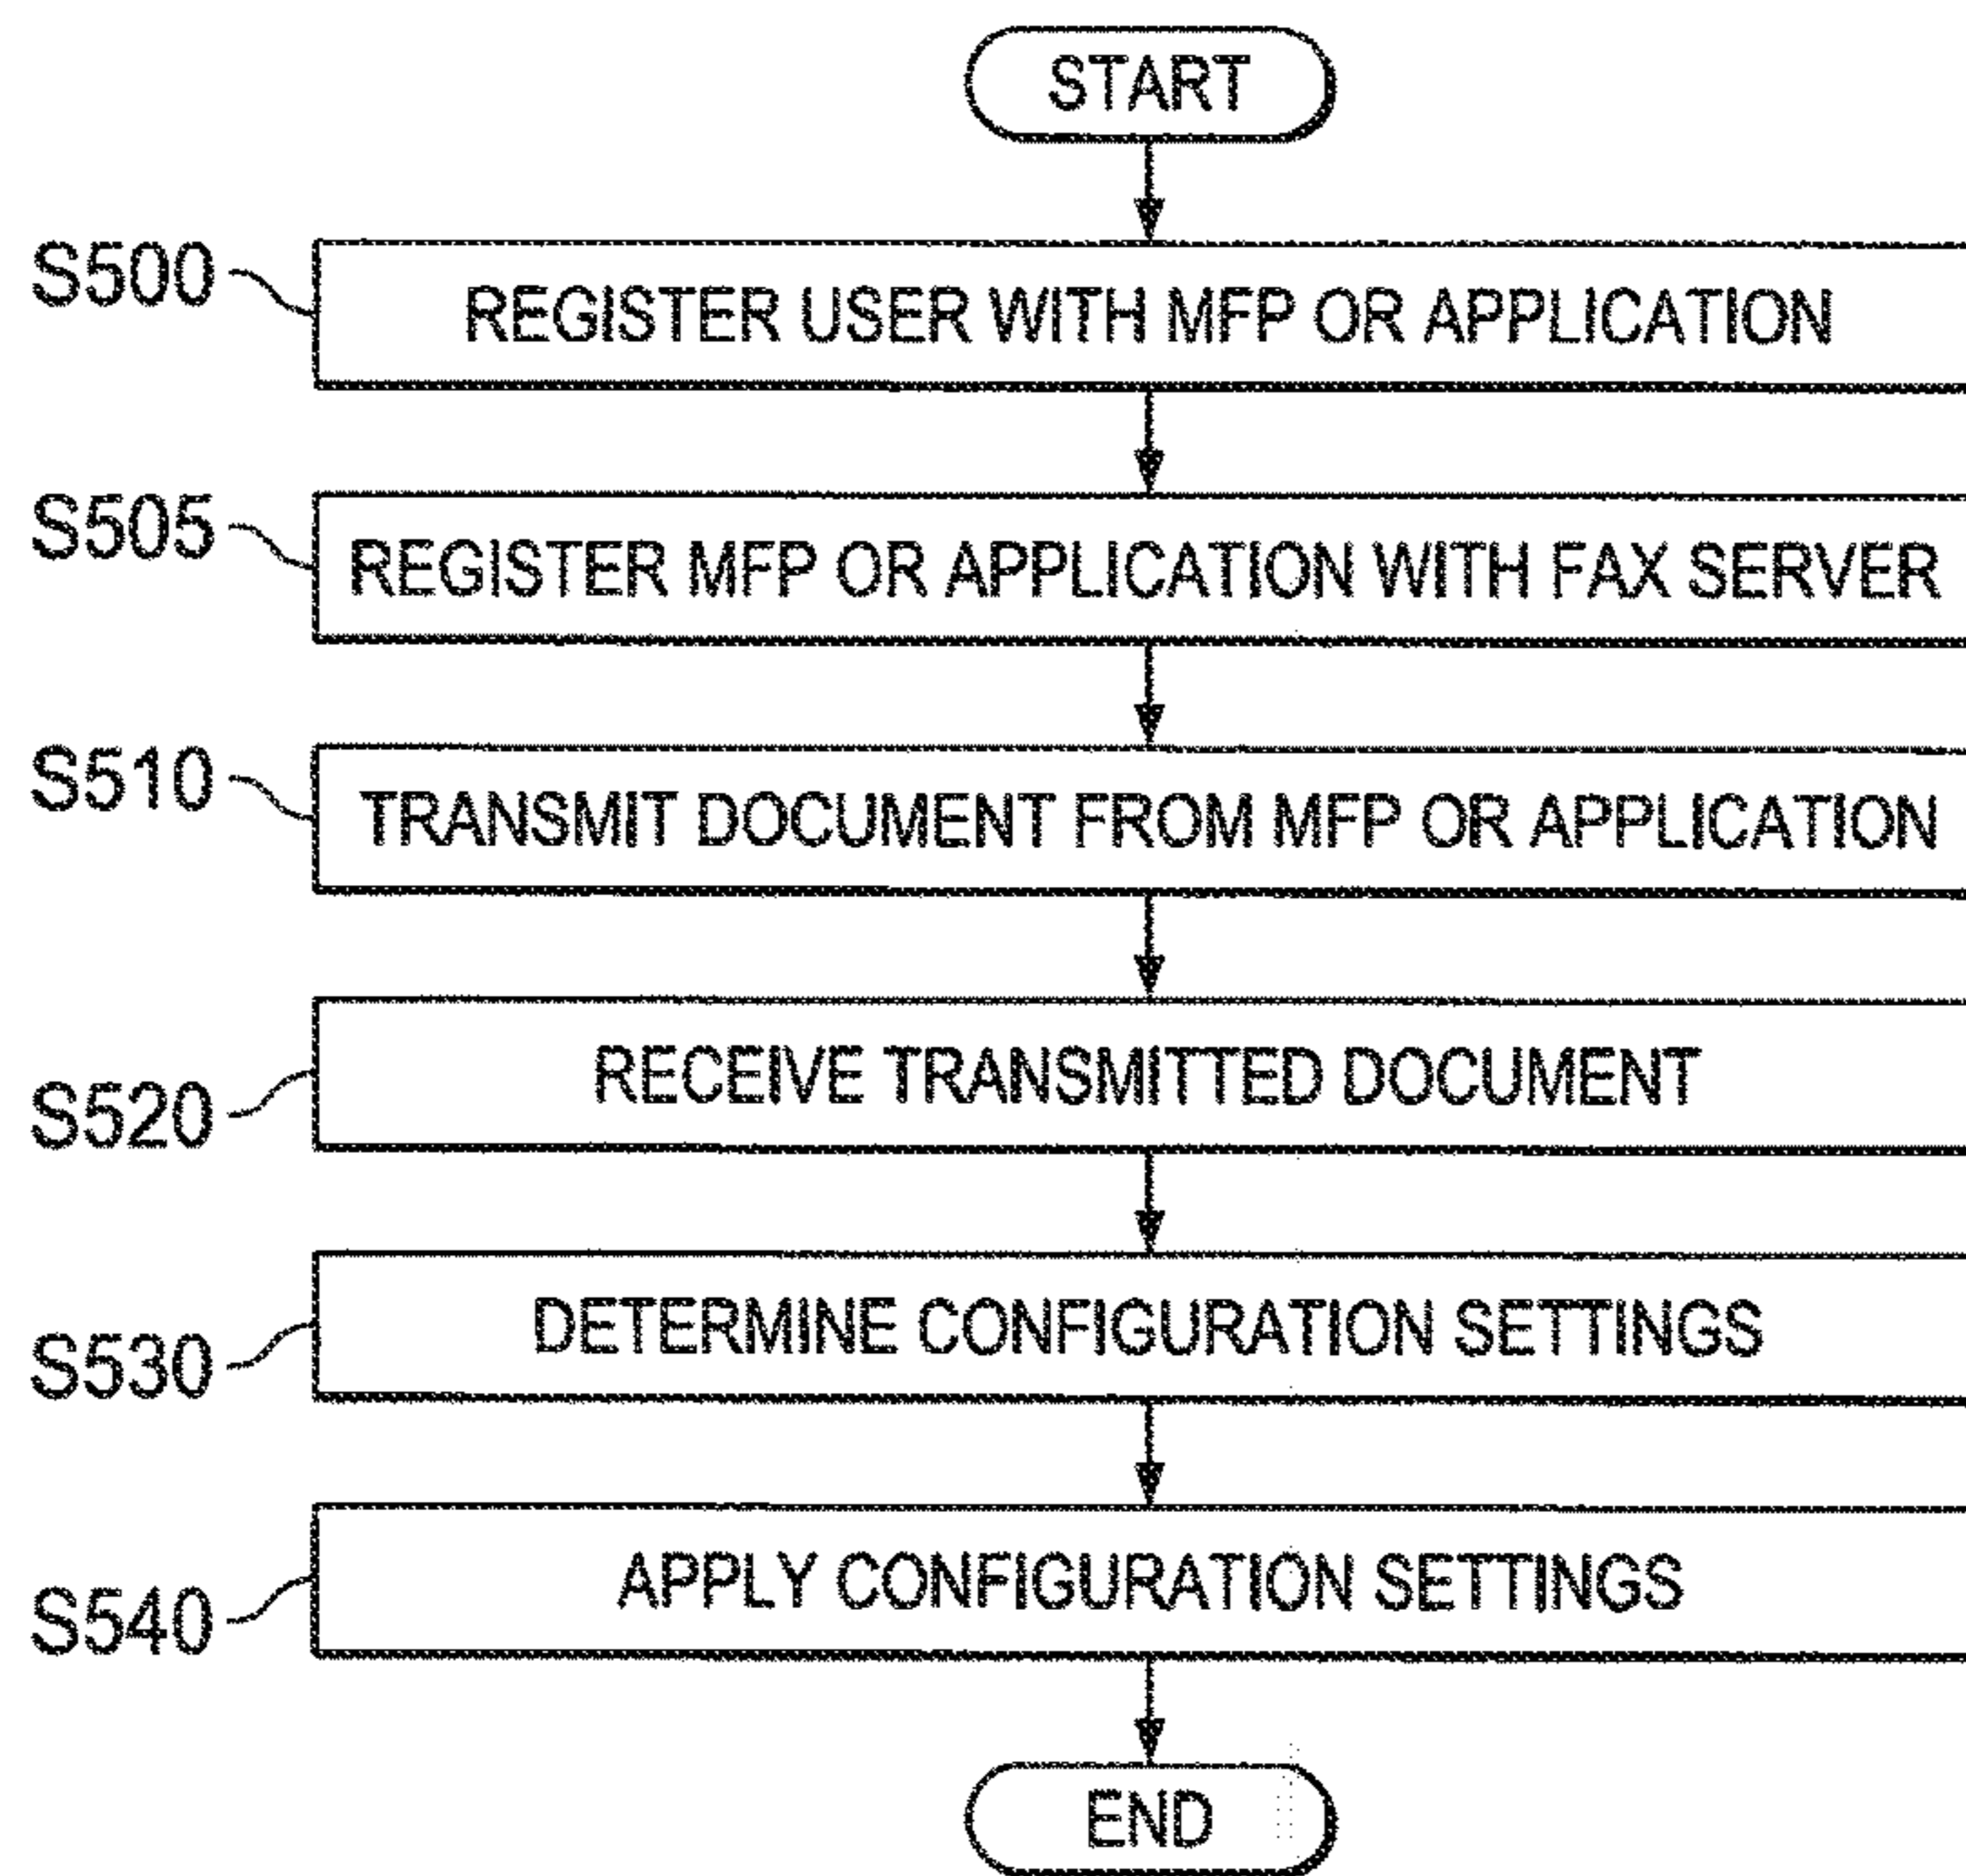 START
S500
REGISTER USER WITH MFP OR APPLICATION
S505
REGISTER MFP OR APPLICATION WITH FAX SERVER
S510
TRANSMIT DOCUMENT FROM MFP OR APPLICATION
S520
RECEIVE TRANSMITTED DOCUMENT
S530
DETERMINE CONFIGURATION SETTINGS
S540
APPLY CONFIGURATION SETTINGS
END